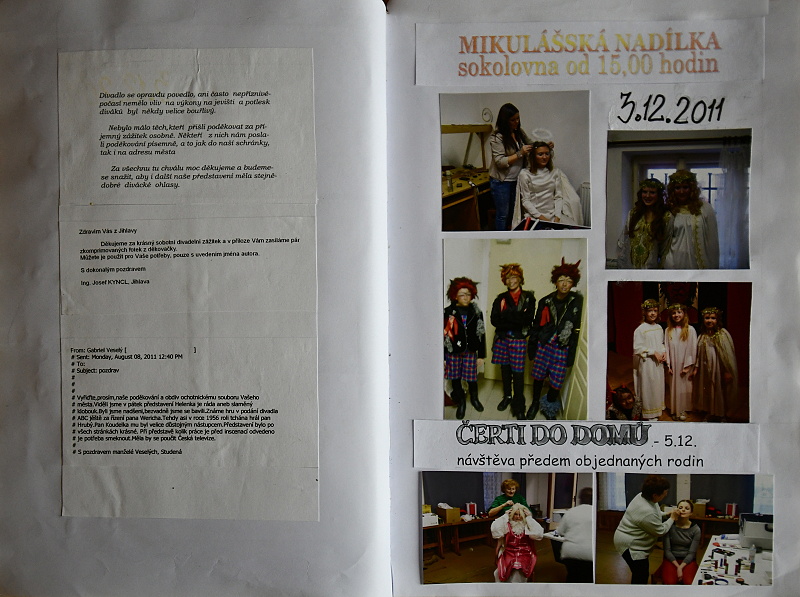 Divadlo se opravdu povedlo, ani často nepříznivé-
počasí nemělo vliv na výkony na jevišti a potlesk
diváků byl někdy velice bouřlivý.
Nebylo málo těch,kteří přišli poděkovat za pří-
jemný zážitek osobně. Někteří z nich nám posla-
li poděkování písemně, a to jak do naší schránky,
tak i na adresu města
Za všechnu tu chválu moc děkujeme a budeme-
se snažit, aby i další naše představení měla stejně-
dobré divácké ohlasy.
Zdravím Vás z Jihlavy
Děkujeme za krásný sobotní divadelní zážitek a v příloze Vám zasíláme pár
zkomprimovaných fotek z děkovačky.
Můžete je použít pro Vaše potřeby, pouze s uvedením jména autora.
S dokonalým pozdravem
Ing. Josef KYNCL, Jihlava
From: Gabriel Veselý [ ]
# Sent: Monday, August 08, 2011 12:40 PM
# To:
# Subject: pozdrav
#
#
#
# Vyřiďte,prosím,naše poděkování a obdiv ochotnickému souboru Vašeho
# města.Viděli jsme v pátek představení Helenka je ráda aneb slaměný
# klobouk.Byli jsme nadšeni,bezvadně jsme se bavili.Známe hru v podání divadla
# ABC ještě za řízení pana Wericha.Tehdy asi v roce 1956 roli tchána hrál pan
# Hrubý.Pan Koudelka mu byl velice důstojným nástupcem.Představení bylo po
# všech stránkách krásné. Při představě kolik práce je před inscenací odvedeno
# je potřeba smeknout.Měla by se poučit Česká televize.
#
# S pozdravem manželé Veselých, Studená
MIKULÁŠSKÁ NADÍLKA
sokolovna od 15,00 hodin
3.12.2011
ČERTI DO DOMU - 5.12.
návštěva předem objednaných rodin